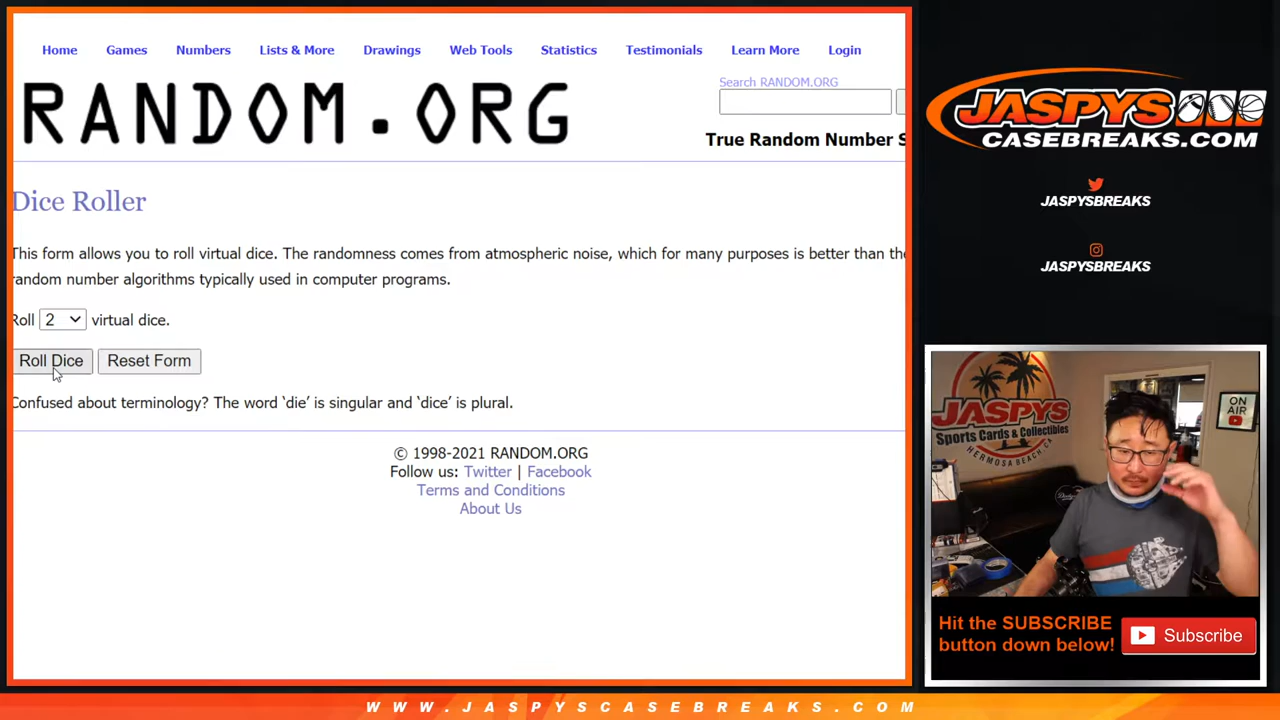 Home Games Numbers Lists & More Drawings Web Tools Statistics Testimonials Learn More Login
RANDOM.ORG
Search RANDOM.ORG
True Random Number S
Dice Roller
This form allows you to roll virtual dice. The randomness comes from atmospheric noise, which for many purposes is better than the
random number algorithms typically used in computer programs.
Roll 2 virtual dice.
Roll Dice Reset Form
Confused about terminology? The word ‘die’ is singular and ‘dice’ is plural.
© 1998-2021 RANDOM.ORG
Follow us: Twitter | Facebook
Terms and Conditions
About Us
JASPYS
CASEBREAKS.COM
JASPYSBREAKS
JASPYSBREAKS
JASPYS
Sports Cards & Collectibles
HERMOSA BEACH, CA
ON
AIR
Hit the SUBSCRIBE
button down below!
Subscribe
WWW.JASPYSCASEBREAKS.COM